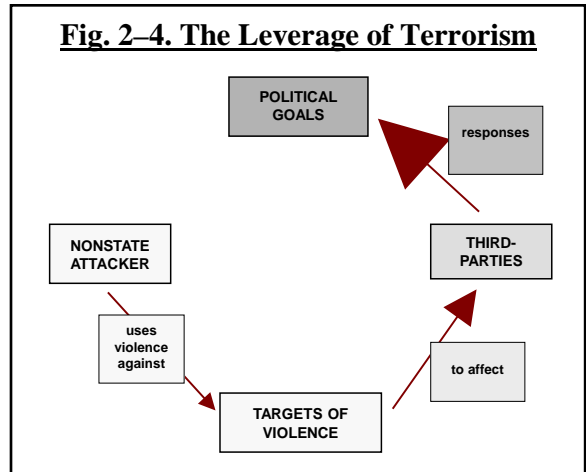 Fig. 2–4. The Leverage of Terrorism
POLITICAL
GOALS
responses
NONSTATE
ATTACKER
THIRD-
PARTIES
uses
violence
against
to affect
TARGETS OF
VIOLENCE